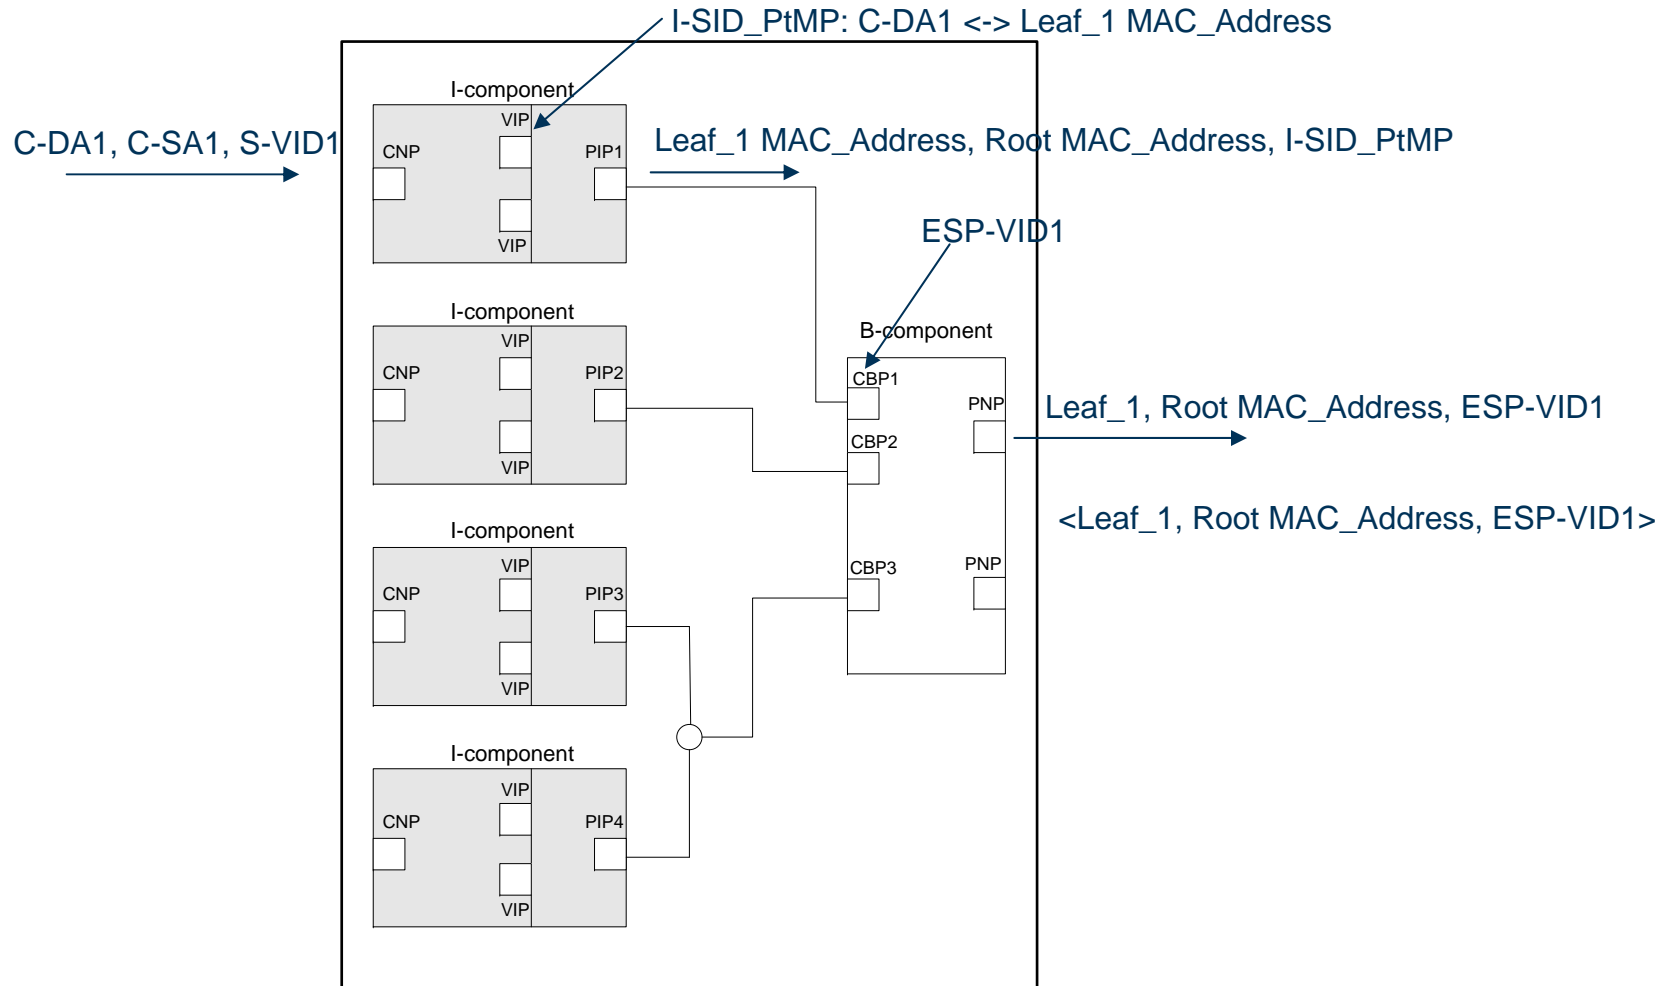 I-SID_PtMP: C-DA1 <-> Leaf_1 MAC_Address
I-component
VIP
C-DA1, C-SA1, S-VID1
CNP
PIP1
Leaf_1 MAC_Address, Root MAC_Address, I-SID_PtMP
VIP
ESP-VID1
I-component
VIP
CNP
PIP2
VIP
B-component
CBP1
PNP
Leaf_1, Root MAC_Address, ESP-VID1
CBP2
<Leaf_1, Root MAC_Address, ESP-VID1>
I-component
VIP
CNP
PIP3
VIP
CBP3
PNP
I-component
VIP
CNP
PIP4
VIP